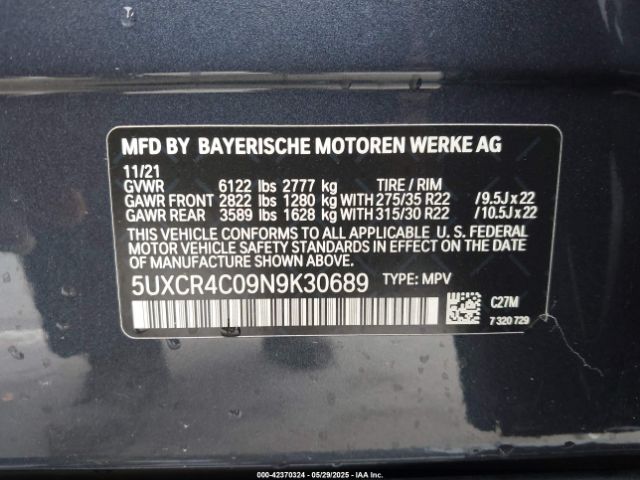 MFD BY BAYERISCHE MOTOREN WERKE AG
11/21
GVWR 6122 lbs 2777 kg TIRE / RIM
GAWR FRONT 2822 lbs 1280 kg WITH 275/35 R22 / 9.5J x 22
GAWR REAR 3589 lbs 1628 kg WITH 315/30 R22 / 10.5J x 22
THIS VEHICLE CONFORMS TO ALL APPLICABLE U. S. FEDERAL
MOTOR VEHICLE SAFETY STANDARDS IN EFFECT ON THE DATE
OF MANUFACTURE SHOWN ABOVE.
5UXCR4C09N9K30689 TYPE: MPV
C27M
7 320 729
000-42370324 - 05/29/2025 - IAA, Inc.